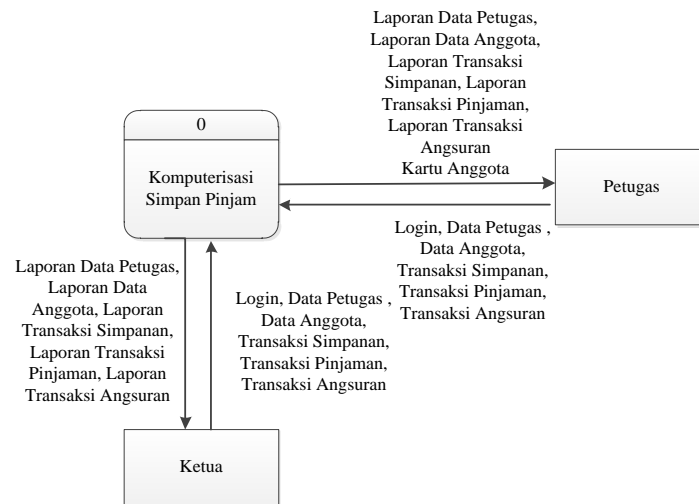 Laporan Data Petugas,
Laporan Data Anggota,
Laporan Transaksi
Simpanan, Laporan
Transaksi Pinjaman,
Laporan Transaksi
Angsuran
Kartu Anggota
0
Komputerisasi
Simpan Pinjam
Petugas
Login, Data Petugas ,
Data Anggota,
Transaksi Simpanan,
Transaksi Pinjaman,
Transaksi Angsuran
Laporan Data Petugas,
Laporan Data
Anggota, Laporan
Transaksi Simpanan,
Laporan Transaksi
Pinjaman, Laporan
Transaksi Angsuran
Login, Data Petugas ,
Data Anggota,
Transaksi Simpanan,
Transaksi Pinjaman,
Transaksi Angsuran
Ketua